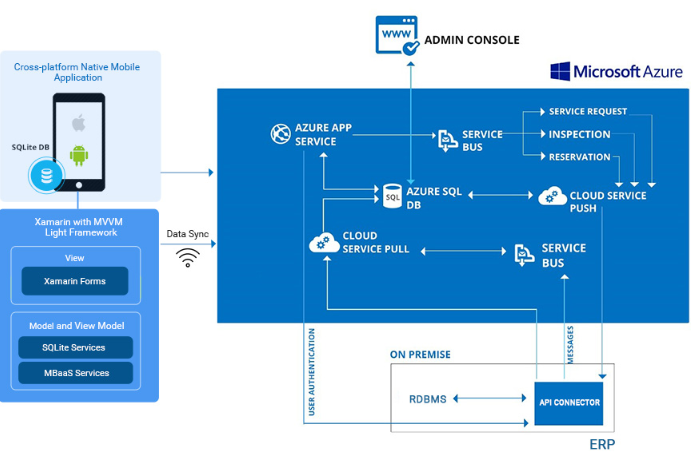 WWW
ADMIN CONSOLE
Cross-platform Native Mobile
Application
SQLite DB
Microsoft Azure
AZURE APP
SERVICE
SERVICE
BUS
SERVICE REQUEST
INSPECTION
RESERVATION
SQL
AZURE SQL
DB
CLOUD SERVICE
PUSH
Xamarin with MVVM
Light Framework
View
Xamarin Forms
Model and View Model
SQLite Services
MBaaS Services
Data Sync
CLOUD
SERVICE PULL
SERVICE
BUS
USER AUTHENTICATION
MESSAGES
ON PREMISE
RDBMS
API CONNECTOR
ERP